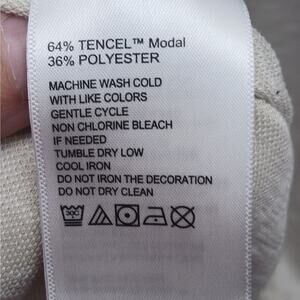 64% TENCEL™ Modal
36% POLYESTER
MACHINE WASH COLD
WITH LIKE COLORS
GENTLE CYCLE
NON CHLORINE BLEACH
IF NEEDED
TUMBLE DRY LOW
COOL IRON
DO NOT IRON THE DECORATION
DO NOT DRY CLEAN